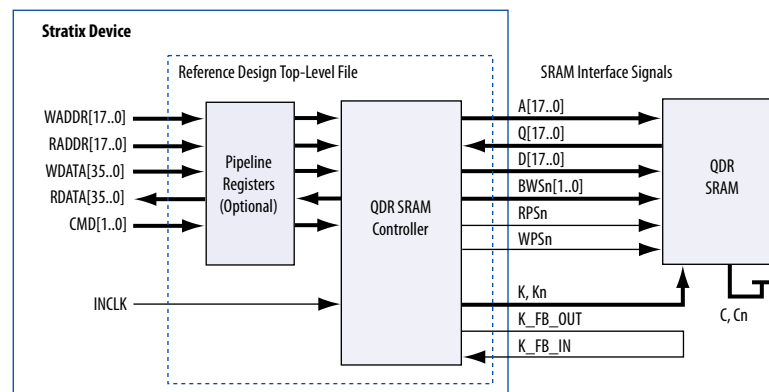 Stratix Device
Reference Design Top-Level File
SRAM Interface Signals
WADDR[17..0]
RADDR[17..0]
WDATA[35..0]
RDATA[35..0]
CMD[1..0]
INCLK
Pipeline
Registers
(Optional)
QDR SRAM
Controller
A[17..0]
Q[17..0]
D[17..0]
BWSn[1..0]
RPSn
WPSn
K, Kn
K_FB_OUT
K_FB_IN
QDR
SRAM
C, Cn